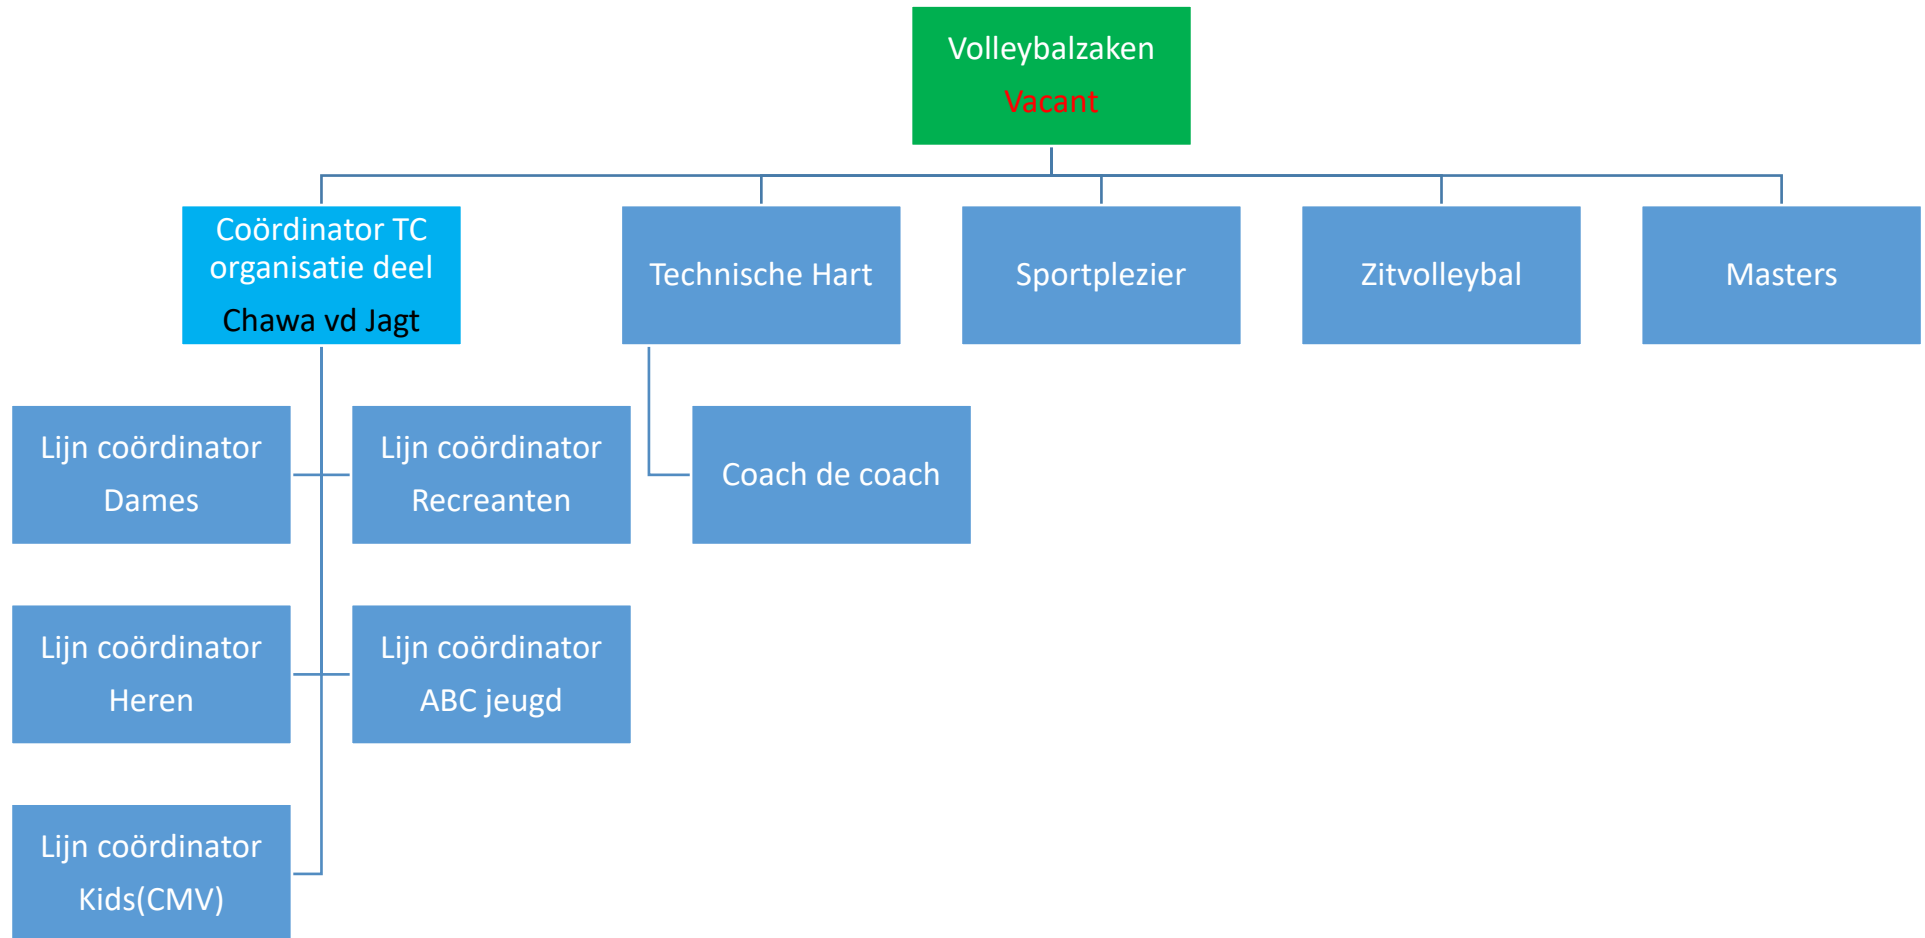 Volleybalzaken
Vacant
Coördinator TC
organisatie deel
Chawa vd Jagt
Technische Hart
Sportplezier
Zitvolleybal
Masters
Lijn coördinator
Dames
Lijn coördinator
Recreanten
Coach de coach
Lijn coördinator
Heren
Lijn coördinator
ABC jeugd
Lijn coördinator
Kids(CMV)